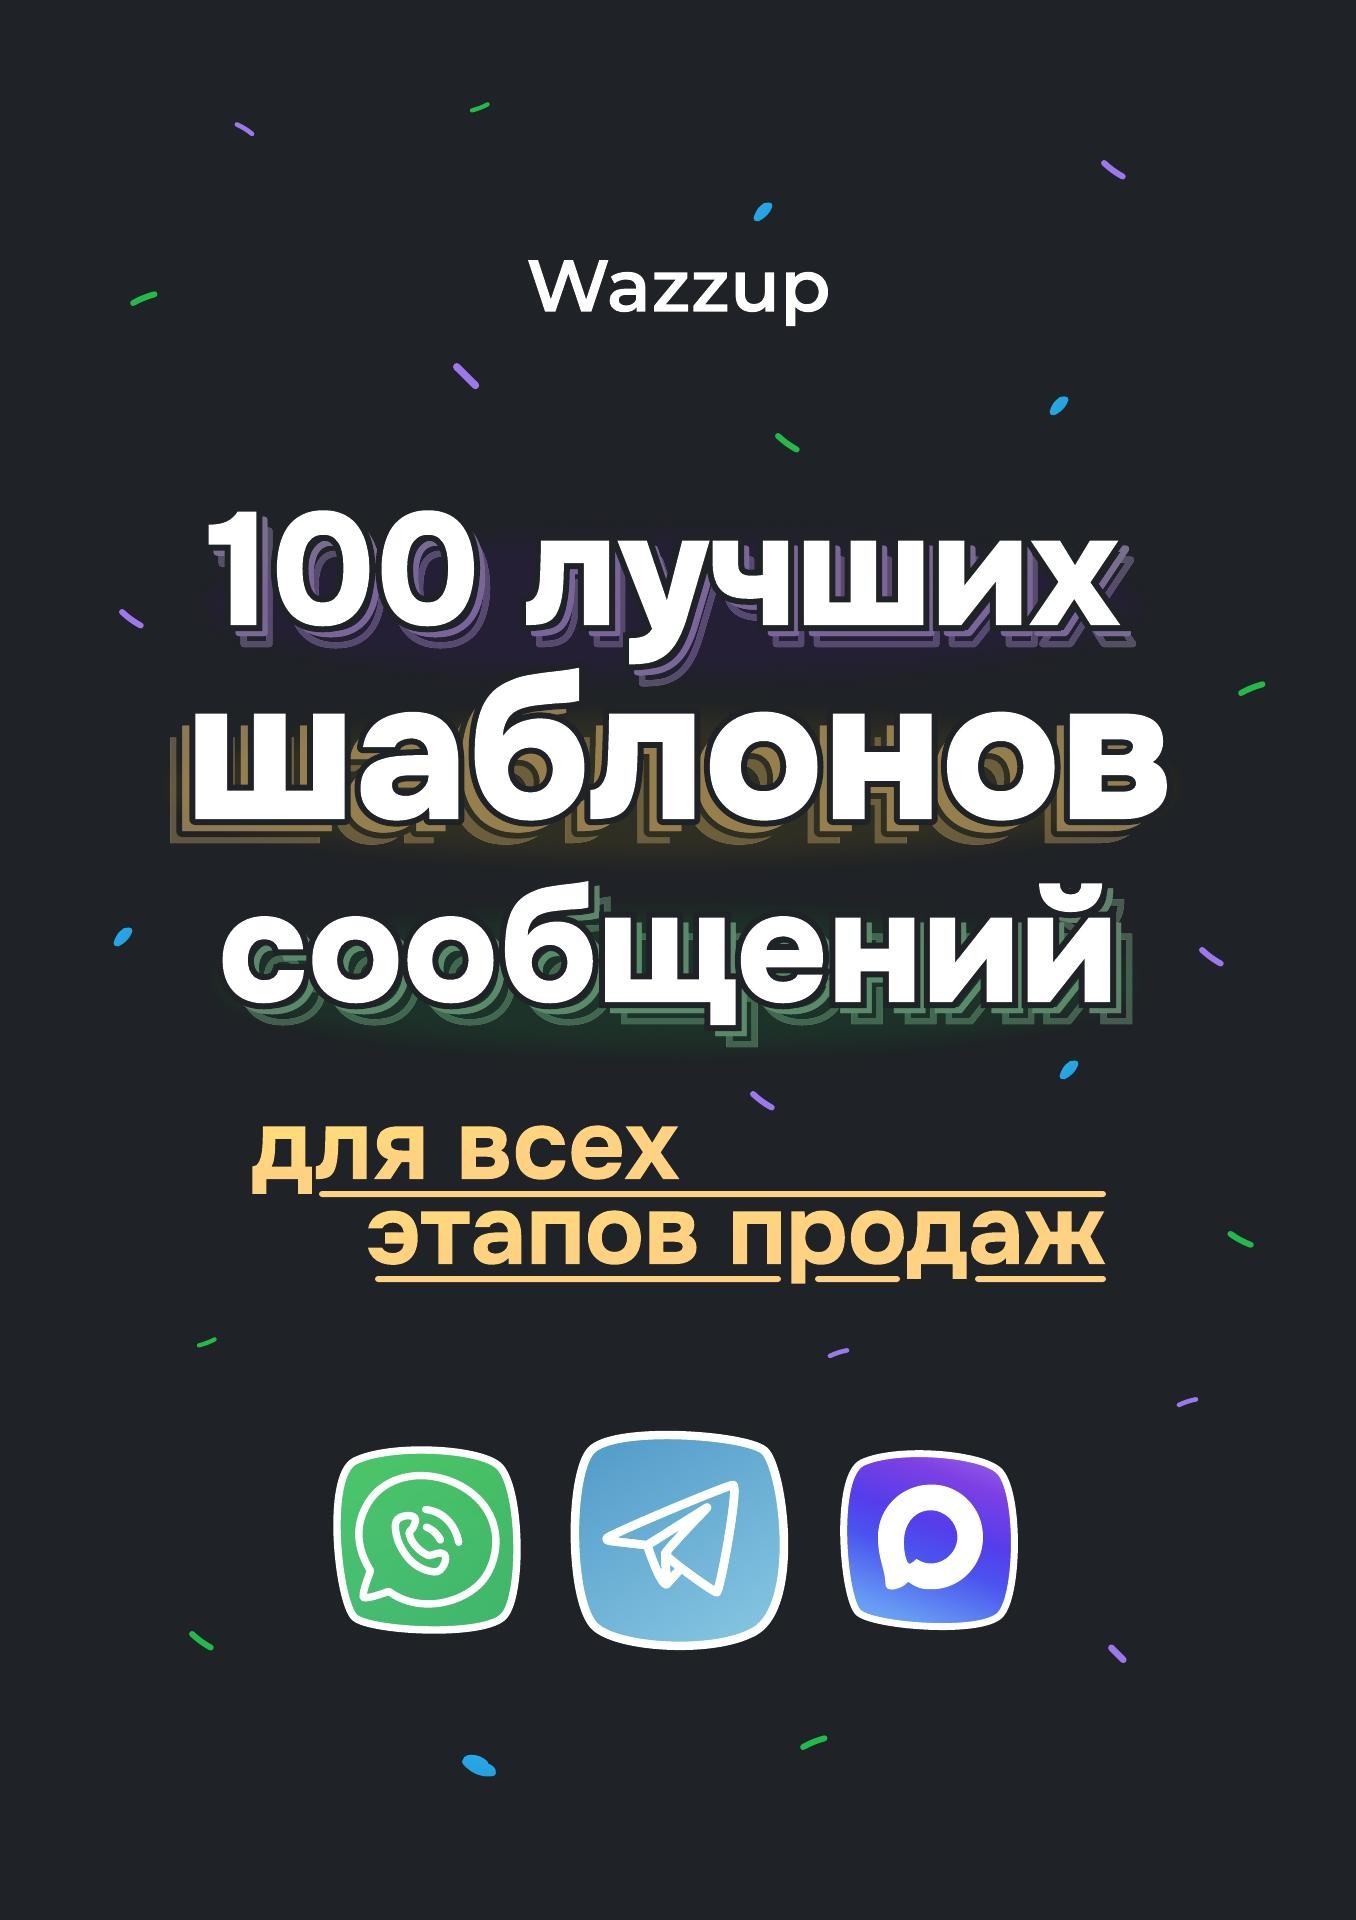 Wazzup
100 лучших
шаблонов
сообщений
для всех
этапов продаж